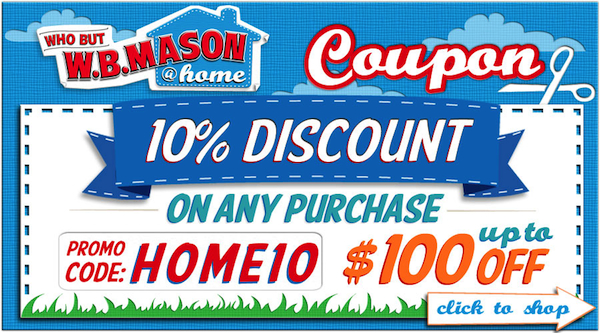 WHO BUT
W.B.MASON
@home
Coupon
10% DISCOUNT
ON ANY PURCHASE
PROMO
CODE: HOME10
$100 up to
OFF
click to shop